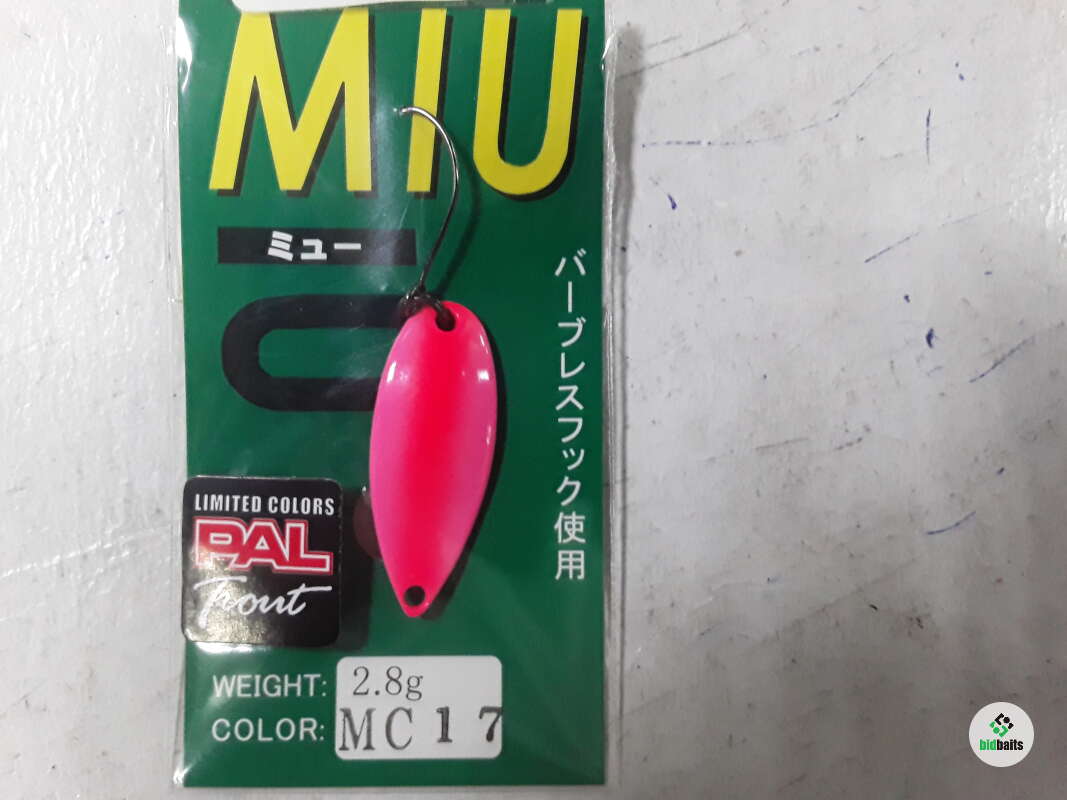 MIU
ミュー
バーブレスフック使用
LIMITED COLORS
PAL
Trout
WEIGHT: 2.8g
COLOR: MC17
bidbaits